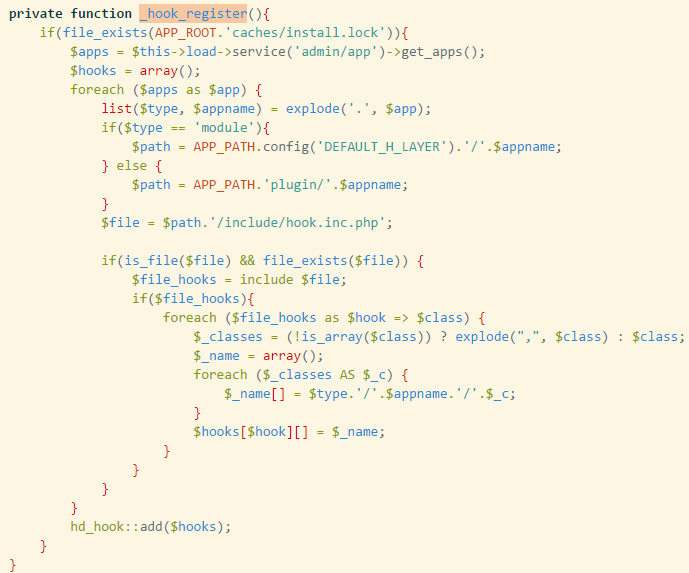 private function _hook_register(){
    if(file_exists(APP_ROOT.'caches/install.lock')){
        $apps = $this->load->service('admin/app')->get_apps();
        $hooks = array();
        foreach ($apps as $app) {
            list($type, $appname) = explode('.', $app);
            if($type == 'module'){
                $path = APP_PATH.config('DEFAULT_H_LAYER').'/'.$appname;
            } else {
                $path = APP_PATH.'plugin/'.$appname;
            }
            $file = $path.'/include/hook.inc.php';

            if(is_file($file) && file_exists($file)) {
                $file_hooks = include $file;
                if($file_hooks){
                    foreach ($file_hooks as $hook => $class) {
                        $_classes = (!is_array($class)) ? explode(",", $class) : $class;
                        $_name = array();
                        foreach ($_classes AS $_c) {
                            $_name[] = $type.'/'.$appname.'/'.$_c;
                        }
                        $hooks[$hook][] = $_name;
                    }
                }
            }
        }
        hd_hook::add($hooks);
    }
}